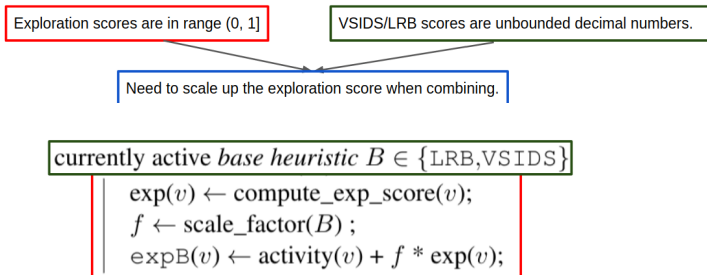 Exploration scores are in range (0, 1]
VSIDS/LRB scores are unbounded decimal numbers.
Need to scale up the exploration score when combining.
currently active base heuristic B ∈ {LRB,VSIDS}
exp(v) ← compute_exp_score(v);
f ← scale_factor(B) ;
expB(v) ← activity(v) + f * exp(v);